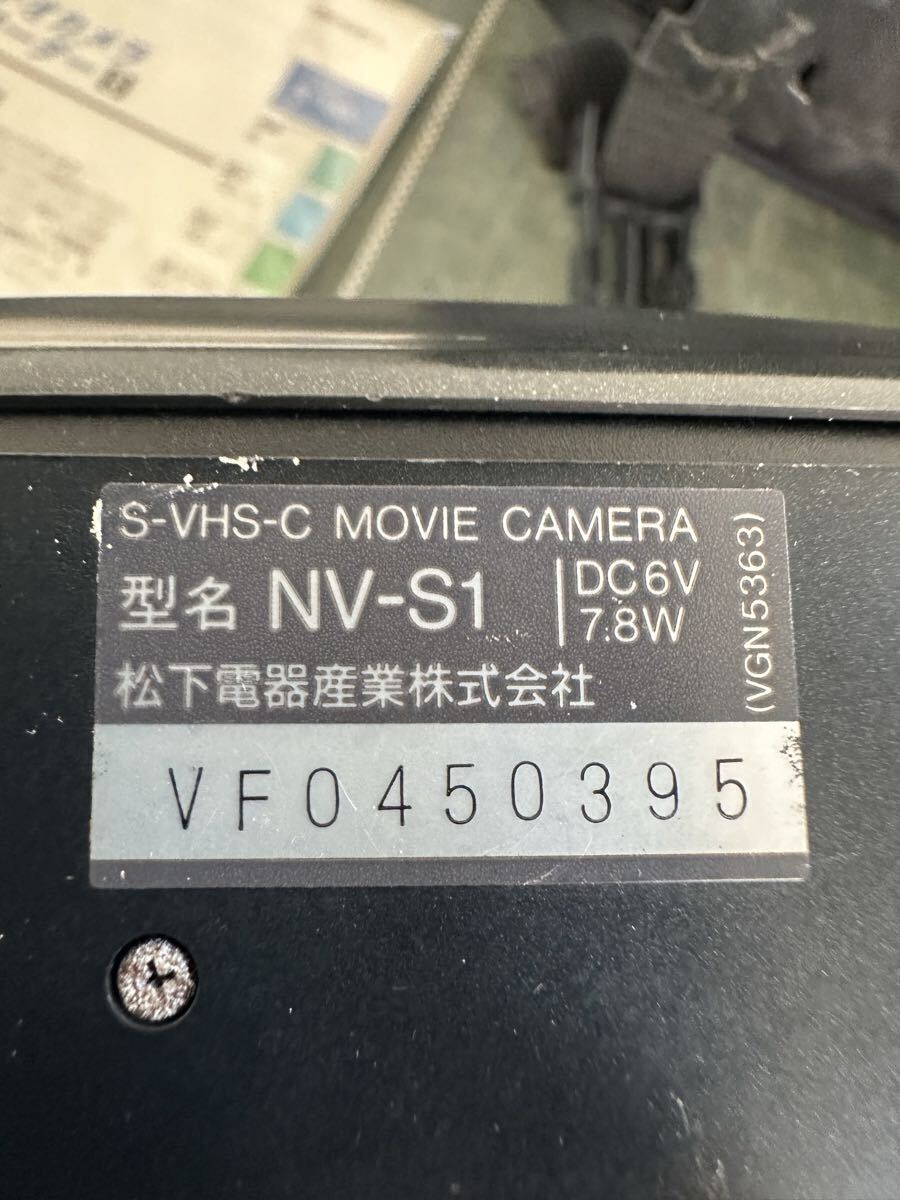 S-VHS-C MOVIE CAMERA
型名 NV-S1
DC6V
7.8W
松下電器産業株式会社
(VGN5363)
VF0450395